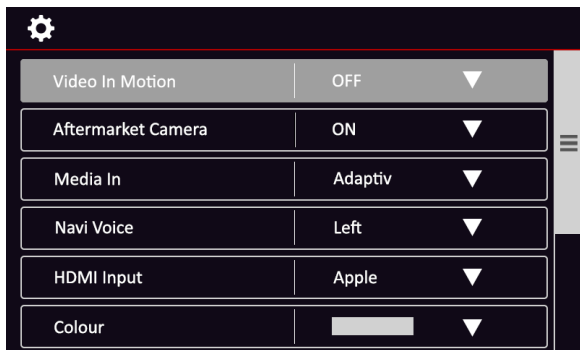 Video In Motion OFF
Aftermarket Camera ON
Media In Adaptiv
Navi Voice Left
HDMI Input Apple
Colour